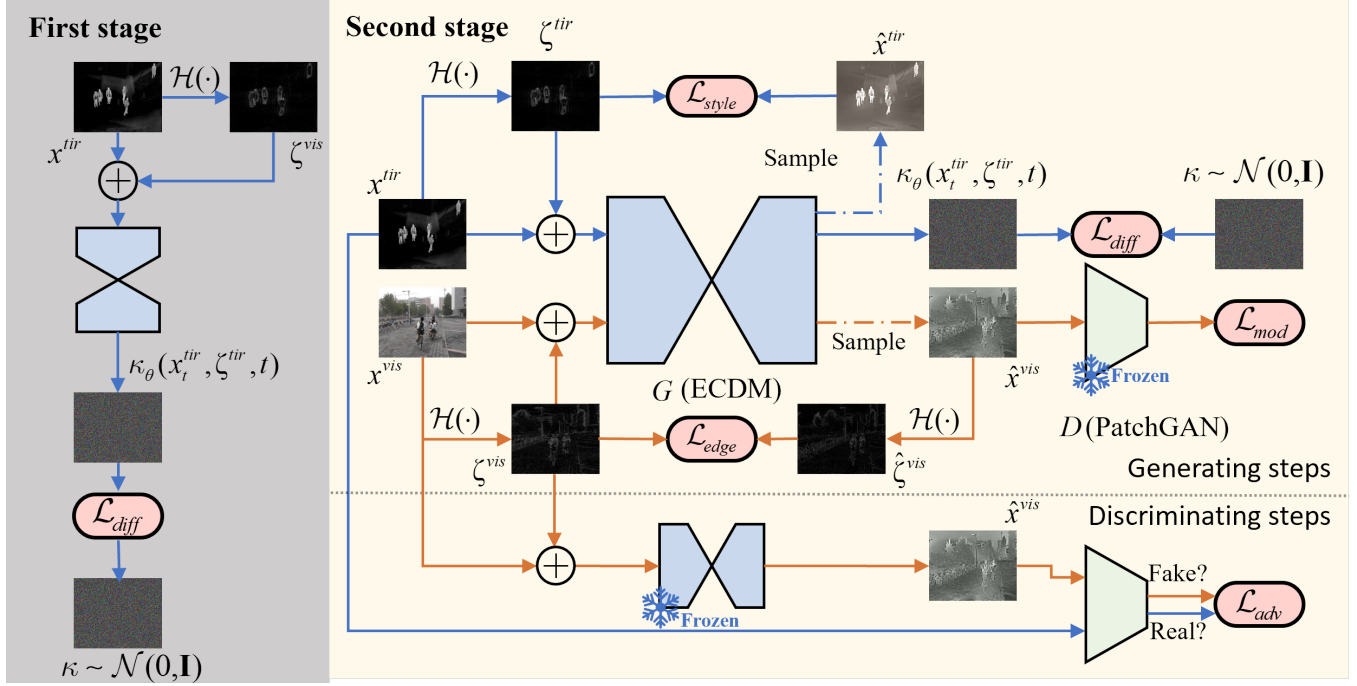 First stage
ℋ(·)
x^{tir}
ζ^{vis}
κ_θ(x_t^{tir}, ζ^{tir}, t)
ℒ_{diff}
κ ~ 𝒩(0, I)
Second stage
ζ^{tir}
x̂^{tir}
ℋ(·)
ℒ_{style}
Sample
x^{tir}
κ_θ(x_t^{tir}, ζ^{tir}, t)
κ ~ 𝒩(0, I)
ℒ_{diff}
ℒ_{mod}
Sample
x^{vis}
x̂^{vis}
Frozen
G (ECDM)
ℋ(·)
ℒ_{edge}
ℋ(·)
D (PatchGAN)
ζ^{vis}
ζ̂^{vis}
Generating steps
x̂^{vis}
Discriminating steps
Fake?
ℒ_{adv}
Frozen
Real?